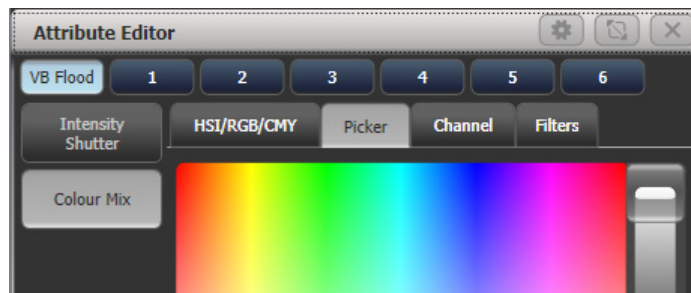 Attribute Editor
VB Flood 1 2 3 4 5 6
Intensity
Shutter
HSI/RGB/CMY Picker Channel Filters
Colour Mix